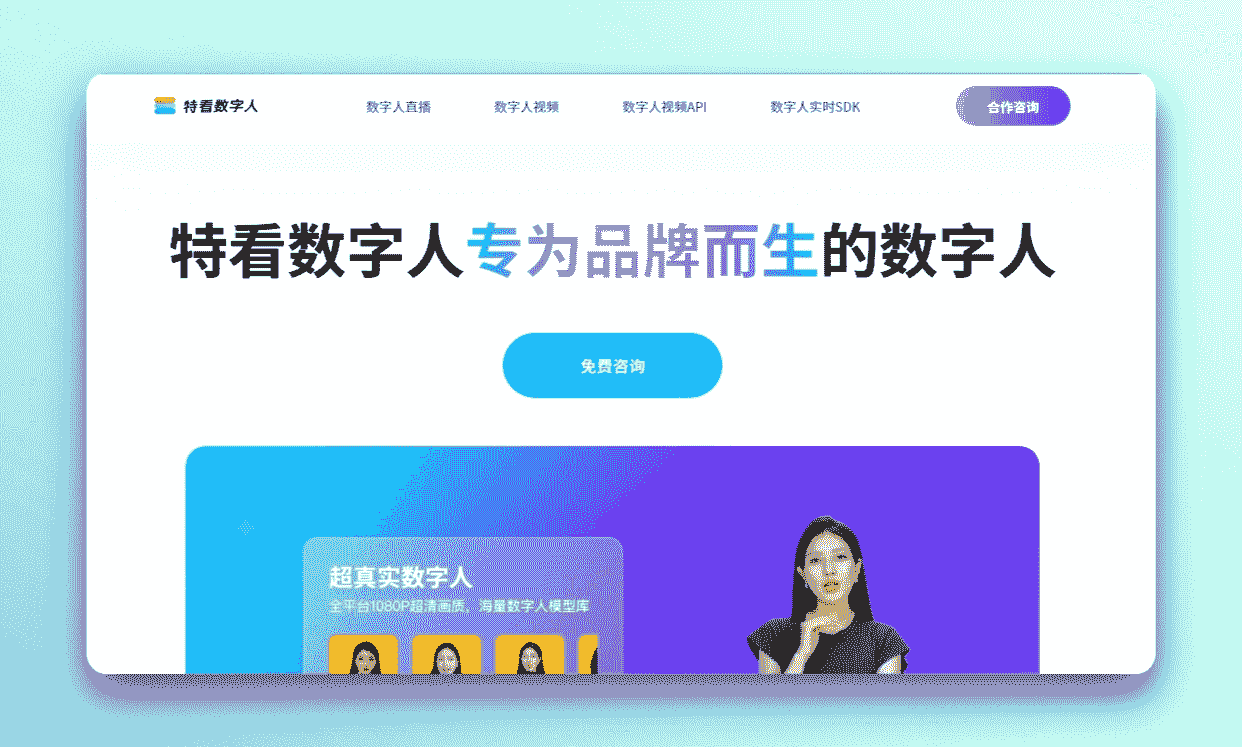 特看数字人
数字人直播
数字人视频
数字人视频API
数字人实时SDK
合作咨询
特看数字人专为品牌而生的数字人
免费咨询
超真实数字人
全平台1080P超清画质，海量数字人模型库